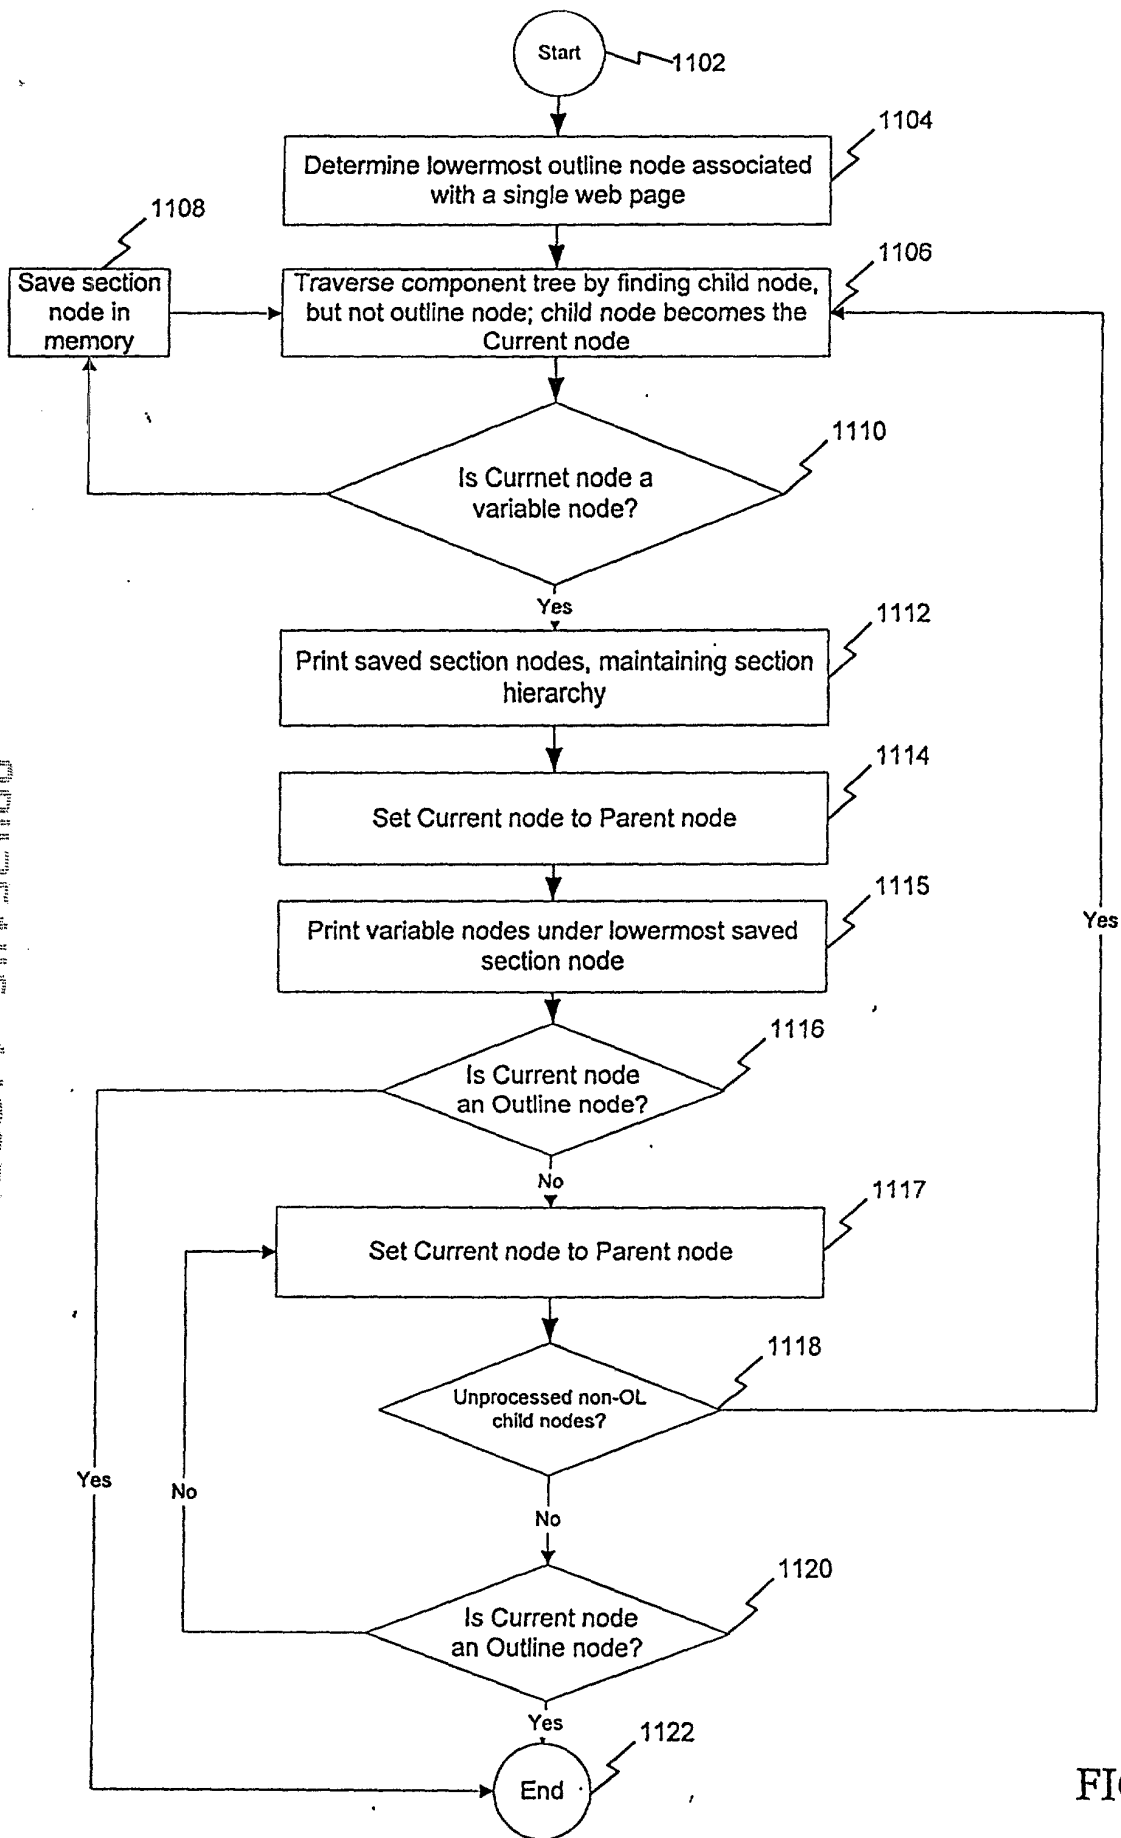 Start
1102
1104
Determine lowermost outline node associated
with a single web page
1108
1106
Save section
node in
memory
Traverse component tree by finding child node,
but not outline node; child node becomes the
Current node
1110
Is Currnet node a
variable node?
Yes
1112
Print saved section nodes, maintaining section
hierarchy
1114
Set Current node to Parent node
1115
Print variable nodes under lowermost saved
section node
Yes
1116
Is Current node
an Outline node?
No
1117
Set Current node to Parent node
1118
Unprocessed non-OL
child nodes?
Yes
No
No
1120
Is Current node
an Outline node?
Yes
1122
End